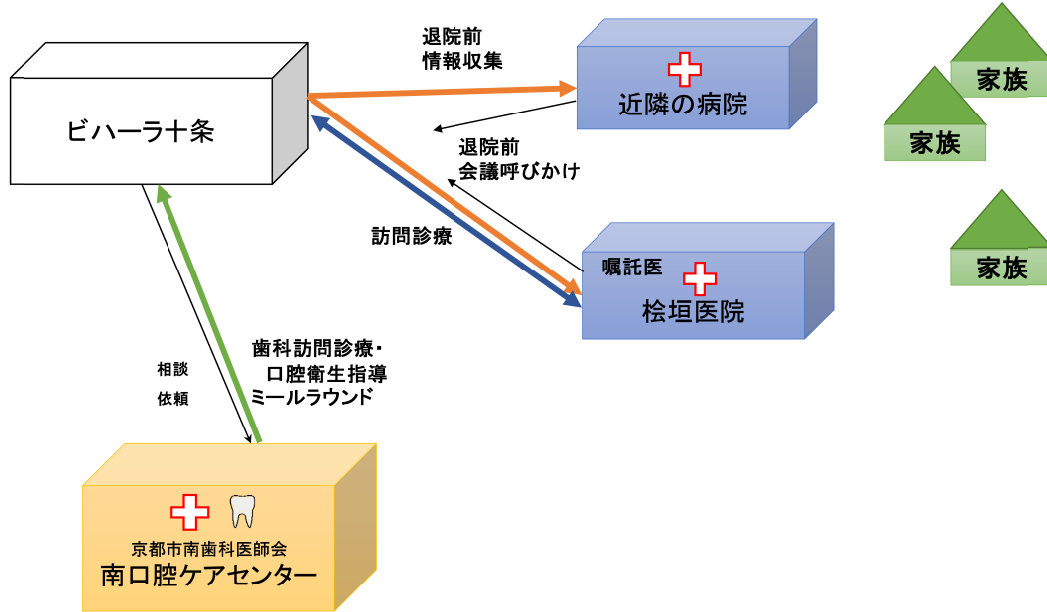 退院前
情報収集
近隣の病院
家族
家族
ビハーラ十条
退院前
会議呼びかけ
訪問診療
嘱託医
桧垣医院
家族
歯科訪問診療・
口腔衛生指導
ミールラウンド
相談
依頼
京都市南歯科医師会
南口腔ケアセンター